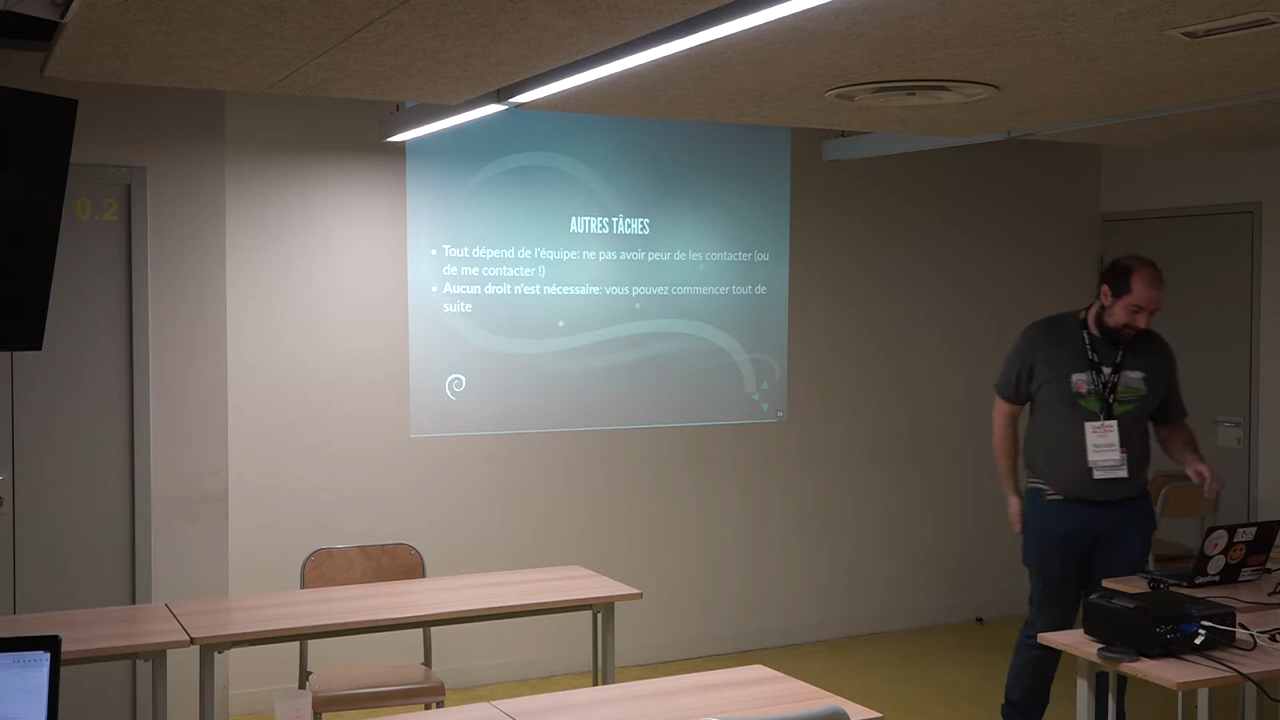 0.2
AUTRES TÂCHES
Tout dépend de l'équipe: ne pas avoir peur de les contacter (ou
de me contacter !)
Aucun droit n'est nécessaire: vous pouvez commencer tout de
suite